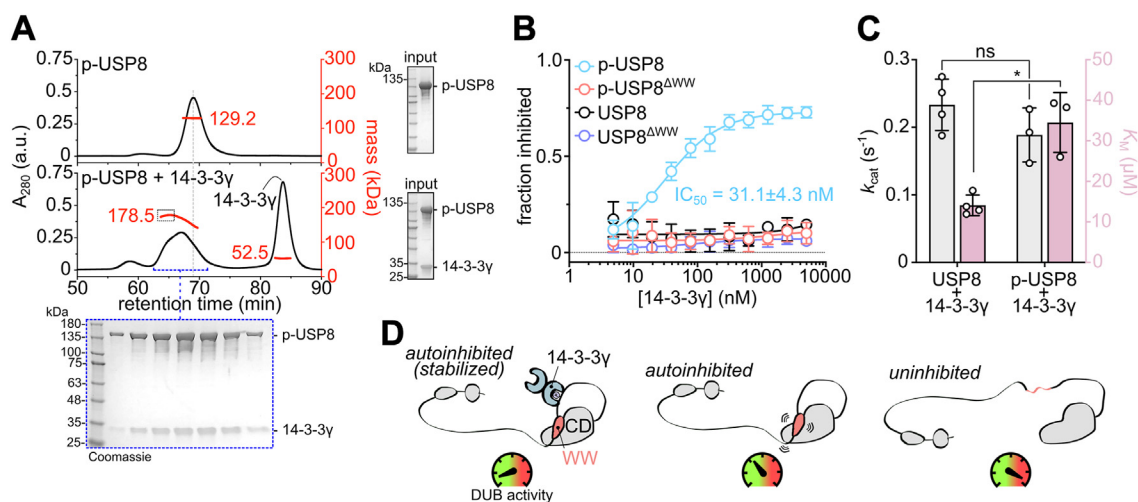 A
p-USP8
A280 (a.u.)
0.75
0.5
0.25
0
129.2
300
200
100
0
mass (kDa)
input
kDa
135
p-USP8
p-USP8 + 14-3-3γ
14-3-3γ
0.75
0.5
0.25
0
178.5
52.5
300
200
100
0
40 50 60 70 80 90
retention time (min)
input
135
p-USP8
35
25
14-3-3γ
kDa
180
135
100
75
63
48
35
25
p-USP8
14-3-3γ
Coomassie
B
p-USP8
p-USP8ΔWW
USP8
USP8ΔWW
fraction inhibited
1.0
0.5
0.0
IC50 = 31.1±4.3 nM
1 10 100 1000 10000
[14-3-3γ] (nM)
C
ns
*
kcat (s-1)
0.3
0.2
0.1
0.0
50
40
30
20
10
0
KM (μM)
USP8
+
14-3-3γ
p-USP8
+
14-3-3γ
D
autoinhibited
(stabilized)
14-3-3γ
CD
WW
DUB activity
autoinhibited
uninhibited